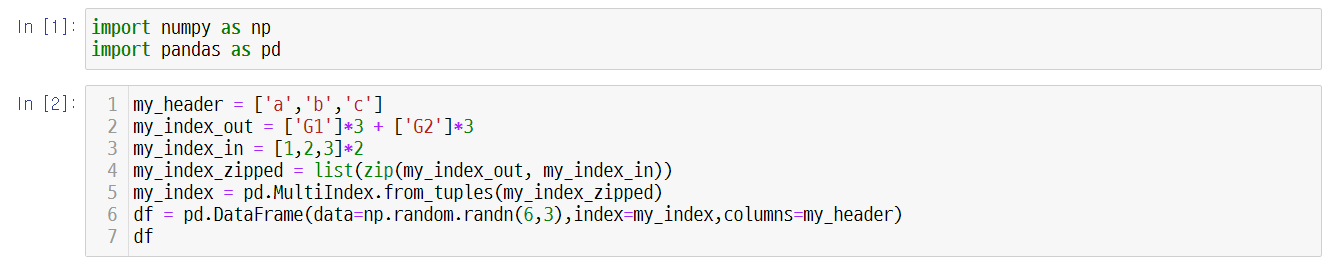 In [1]: import numpy as np
import pandas as pd
In [2]: 1 my_header = ['a','b','c']
2 my_index_out = ['G1']*3 + ['G2']*3
3 my_index_in = [1,2,3]*2
4 my_index_zipped = list(zip(my_index_out, my_index_in))
5 my_index = pd.MultiIndex.from_tuples(my_index_zipped)
6 df = pd.DataFrame(data=np.random.randn(6,3),index=my_index,columns=my_header)
7 df